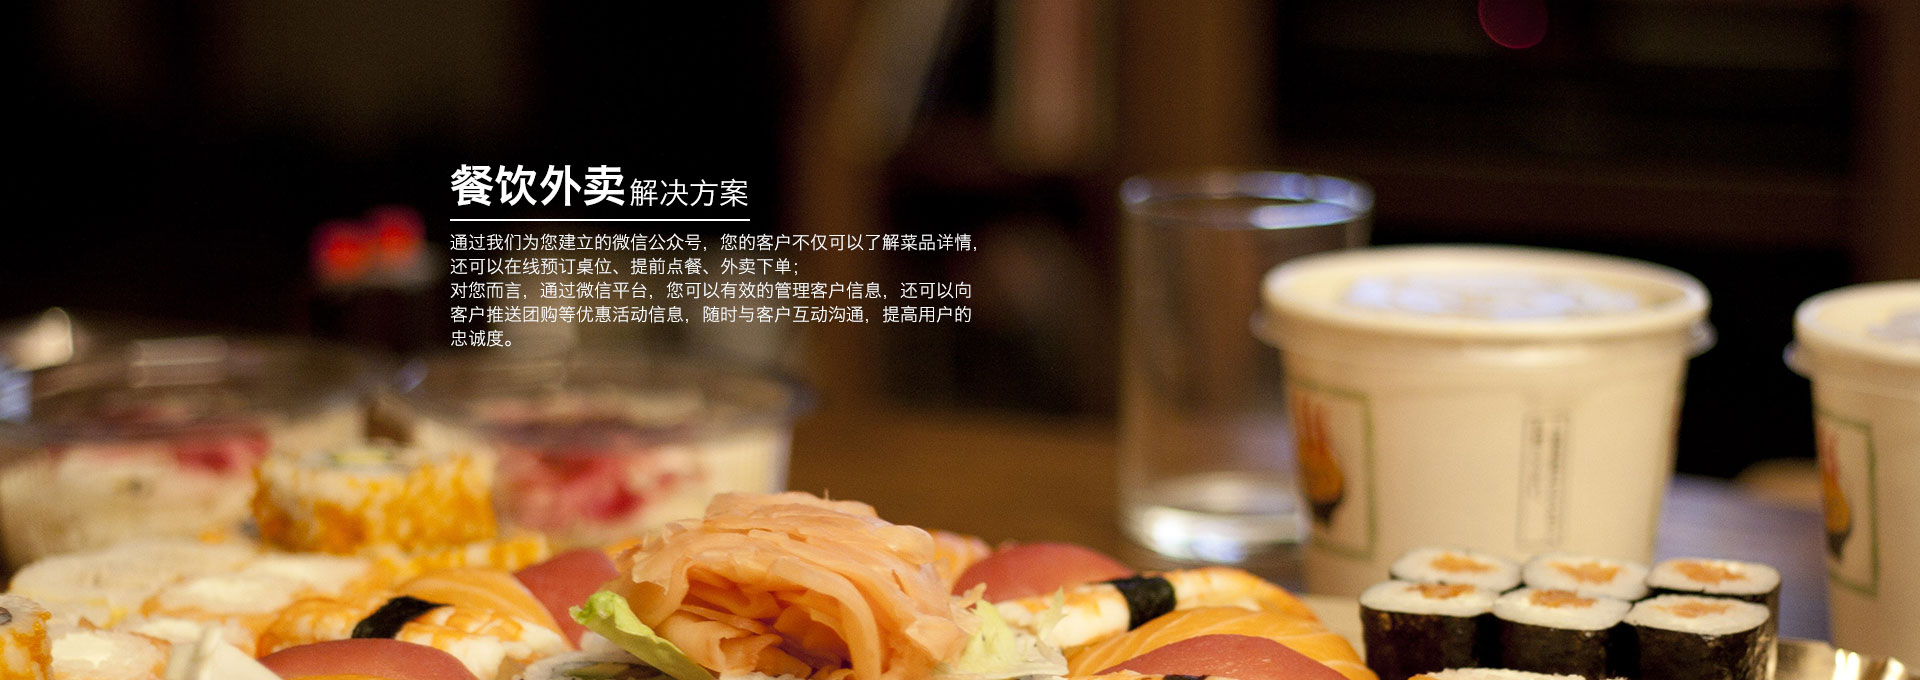 餐饮外卖解决方案
通过我们为您建立的微信公众号，您的客户不仅可以了解菜品详情，
还可以在线预订桌位、提前点餐、外卖下单；
对您而言，通过微信平台，您可以有效的管理客户信息，还可以向
客户推送团购等优惠活动信息，随时与客户互动沟通，提高用户的
忠诚度。